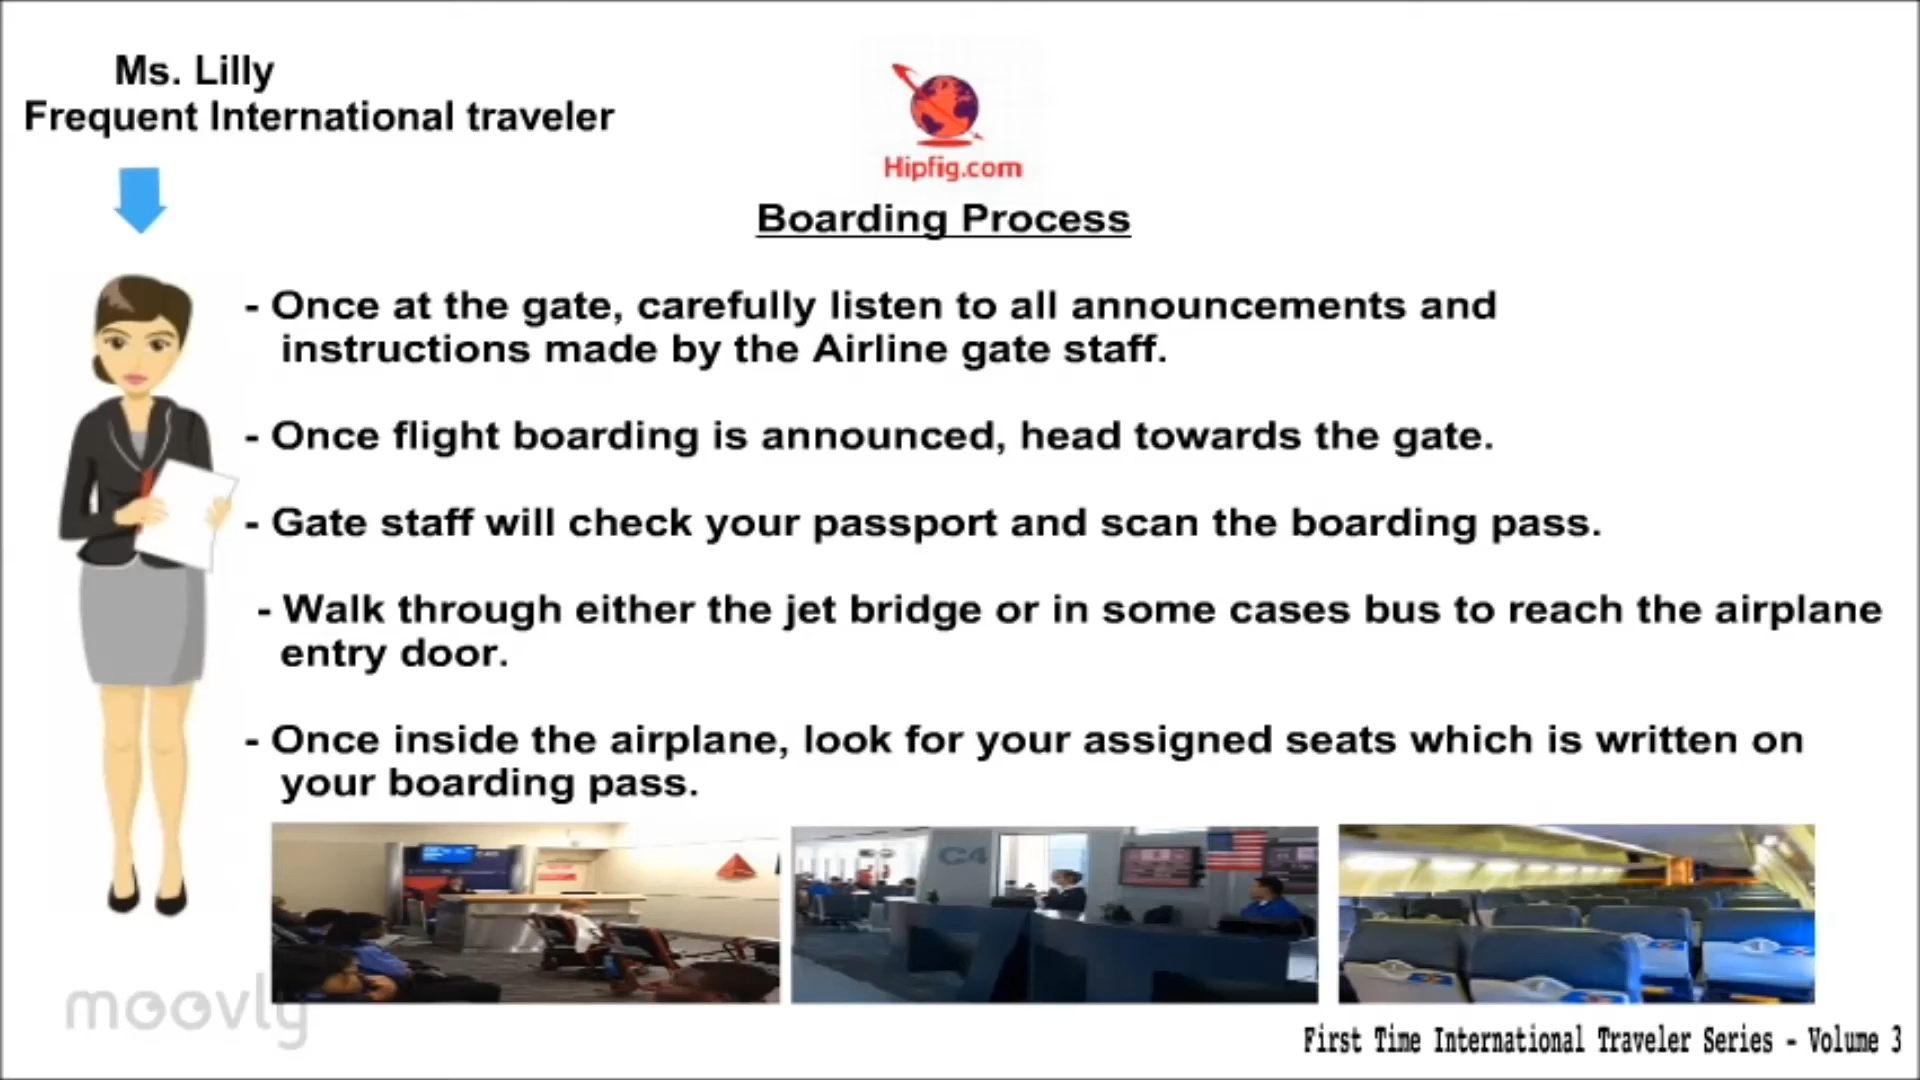 Ms. Lilly
Frequent International traveler
Hipfig.com
Boarding Process
- Once at the gate, carefully listen to all announcements and
instructions made by the Airline gate staff.
- Once flight boarding is announced, head towards the gate.
- Gate staff will check your passport and scan the boarding pass.
- Walk through either the jet bridge or in some cases bus to reach the airplane
entry door.
- Once inside the airplane, look for your assigned seats which is written on
your boarding pass.
C4
moovly
First Time International Traveler Series - Volume 3